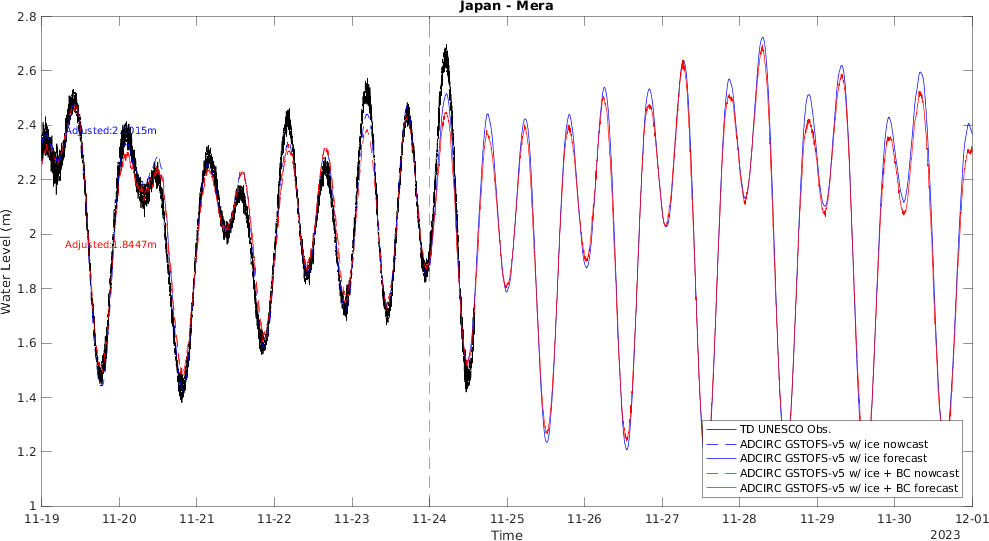 Japan - Mera
2.8
2.6
2.4
2.2
2
1.8
1.6
1.4
1.2
1
Water Level (m)
Adjusted:1.8447m
TD UNESCO Obs.
ADCIRC GSTOFS-v5 w/ ice nowcast
ADCIRC GSTOFS-v5 w/ ice forecast
ADCIRC GSTOFS-v5 w/ ice + BC nowcast
ADCIRC GSTOFS-v5 w/ ice + BC forecast
11-19 11-20 11-21 11-22 11-23 11-24 11-25 11-26 11-27 11-28 11-29 11-30 12-01
Time
2023